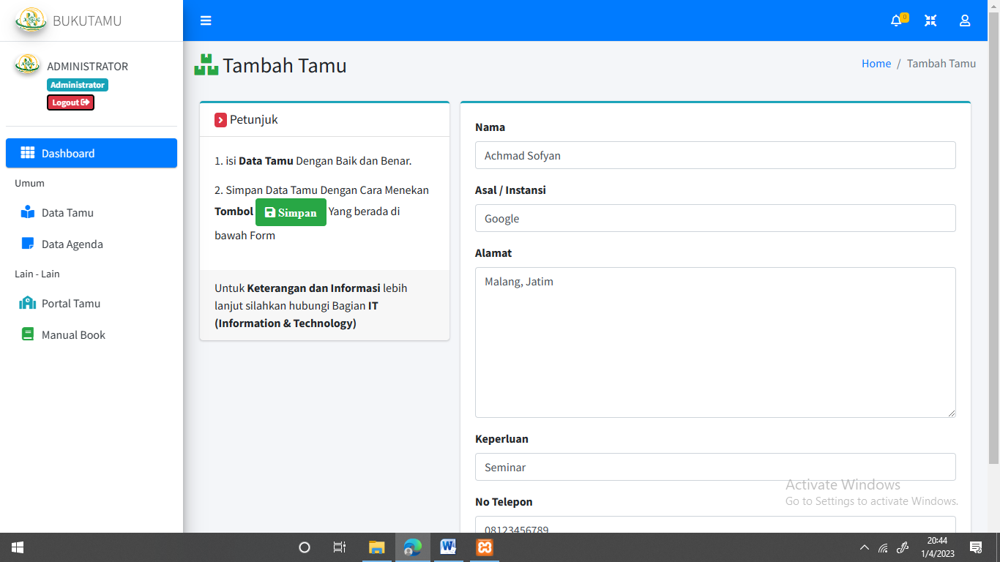 BUKUTAMU
0
ADMINISTRATOR
Administrator
Logout
Dashboard
Umum
Data Tamu
Data Agenda
Lain - Lain
Portal Tamu
Manual Book
Tambah Tamu
Home / Tambah Tamu
Petunjuk
1. isi Data Tamu Dengan Baik dan Benar.
2. Simpan Data Tamu Dengan Cara Menekan
Tombol Simpan Yang berada di
bawah Form
Untuk Keterangan dan Informasi lebih
lanjut silahkan hubungi Bagian IT
(Information & Technology)
Nama
Achmad Sofyan
Asal / Instansi
Google
Alamat
Malang, Jatim
Keperluan
Seminar
No Telepon
08123456789
Activate Windows
Go to Settings to activate Windows.
20:44
1/4/2023